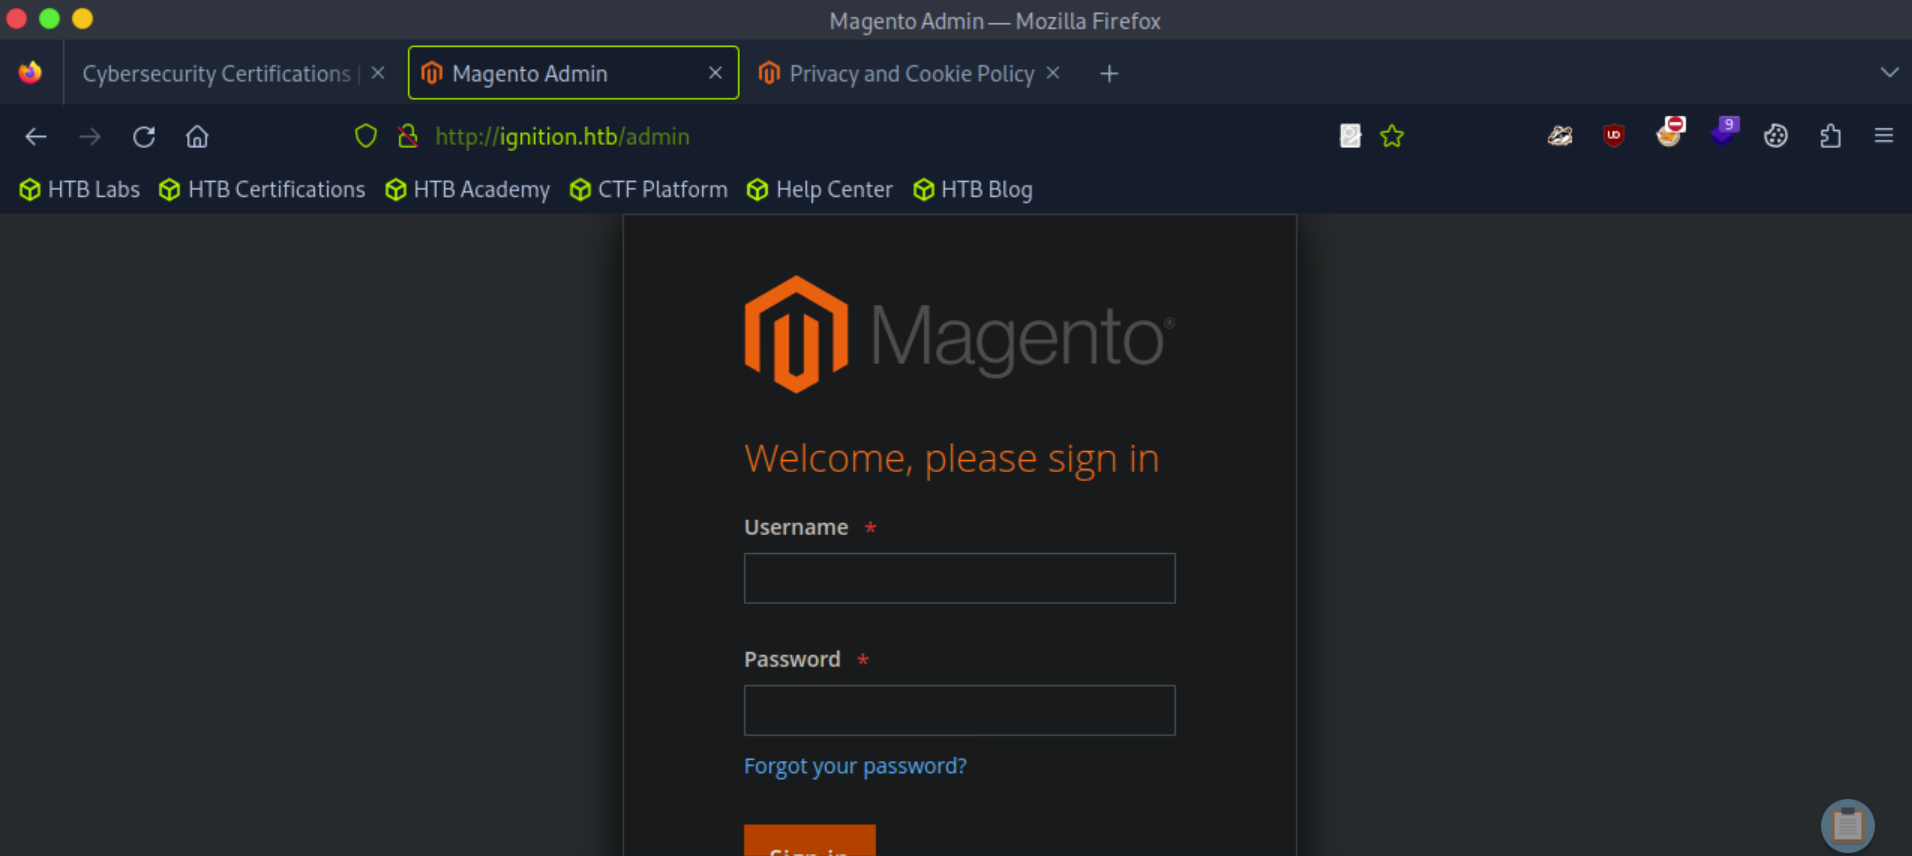 Magento Admin — Mozilla Firefox
Cybersecurity Certifications |
Magento Admin
Privacy and Cookie Policy
http://ignition.htb/admin
9
HTB Labs HTB Certifications HTB Academy CTF Platform Help Center HTB Blog
Magento®
Welcome, please sign in
Username *
Password *
Forgot your password?
Sign in